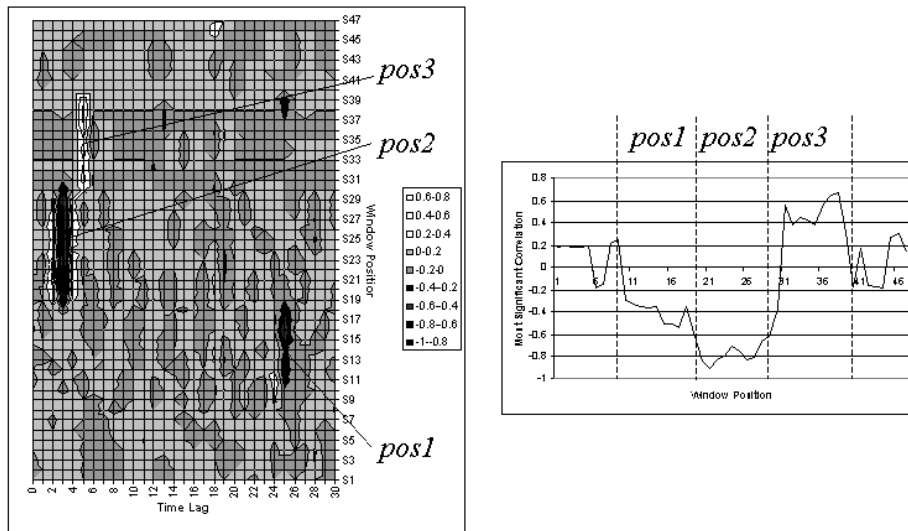 pos3
pos2
pos1
S47
S45
S43
S41
S39
S37
S35
S33
S31
S29
S27
S25
S23
S21
S19
S17
S15
S13
S11
S9
S7
S5
S3
S1
Window Position
0 2 4 6 8 10 12 14 16 18 20 22 24 26 28 30
Time Lag
0.6-0.8
0.4-0.6
0.2-0.4
0-0.2
-0.2-0
-0.4--0.2
-0.6--0.4
-0.8--0.6
-1--0.8
pos1 pos2 pos3
0.8
0.6
0.4
0.2
0
-0.2
-0.4
-0.6
-0.8
-1
1 6 11 16 21 26 31 36 41 46
Most Significant Correlation
Window Position